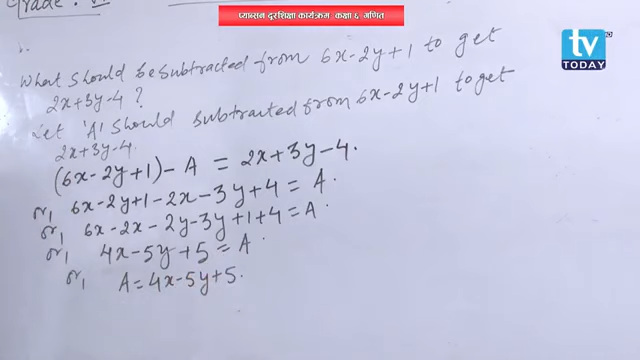 प्यान्सन दुरशिक्षा कार्यक्रम कक्षा ६ गणित
Grade:
tv
TODAY
HD
What should be subtracted from 6x-2y+1 to get
2x+3y-4?
Let 'A' should subtracted from 6x-2y+1 to get
2x+3y-4.
(6x-2y+1)-A = 2x+3y-4.
or, 6x-2y+1-2x-3y+4 = A.
or, 6x-2x-2y-3y+1+4=A.
or, 4x-5y+5=A.
or, A=4x-5y+5.